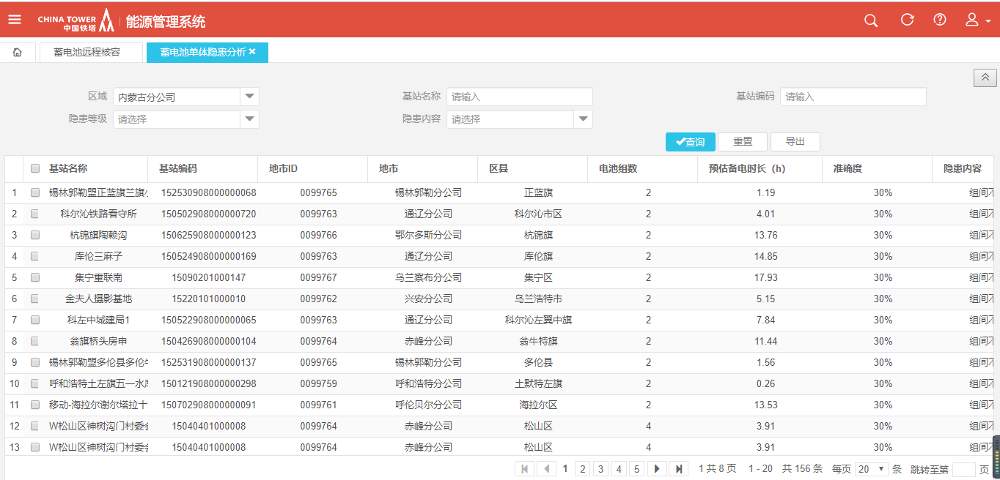 CHINA TOWER
中国铁塔
能源管理系统
蓄电池远程核容 蓄电池单体隐患分析 ×
区域 内蒙古分公司 基站名称 请输入 基站编码 请输入
隐患等级 请选择 隐患内容 请选择
查询 重置 导出
基站名称 基站编码 地市ID 地市 区县 电池组数 预估备电时长（h） 准确度 隐患内容
1 锡林郭勒盟正蓝旗兰旗 152530908000000068 0099765 锡林郭勒分公司 正蓝旗 2 1.19 30% 组间不
2 科尔沁铁路看守所 150502908000000720 0099763 通辽分公司 科尔沁市区 2 4.01 30% 组间不
3 杭锦旗陶赖沟 150625908000000123 0099766 鄂尔多斯分公司 杭锦旗 2 13.76 30% 组间不
4 库伦三麻子 150524908000000169 0099763 通辽分公司 库伦旗 2 14.85 30% 组间不
5 集宁重联南 15090201000147 0099767 乌兰察布分公司 集宁区 2 17.93 30% 组间不
6 金夫人摄影基地 15220101000010 0099762 兴安分公司 乌兰浩特市 2 5.15 30% 组间不
7 科左中城建局1 150522908000000065 0099763 通辽分公司 科尔沁左翼中旗 2 7.84 30% 组间不
8 翁旗桥头房申 150426908000000104 0099764 赤峰分公司 翁牛特旗 2 11.44 30% 组间不
9 锡林郭勒盟多伦县多伦 152531908000000137 0099765 锡林郭勒分公司 多伦县 2 1.56 30% 组间不
10 呼和浩特土左旗五一水 150121908000000298 0099759 呼和浩特分公司 土默特左旗 2 0.26 30% 组间不
11 移动-海拉尔谢尔塔拉十 150702908000000091 0099761 呼伦贝尔分公司 海拉尔区 2 13.53 30% 组间不
12 W松山区神树沟门村委会 15040401000008 0099764 赤峰分公司 松山区 4 3.91 30% 组间不
13 W松山区神树沟门村委会 15040401000008 0099764 赤峰分公司 松山区 4 3.91 30% 组间不
1 2 3 4 5 1 共 8 页 1 - 20 共 156 条 每页 20 条 跳转至第 页